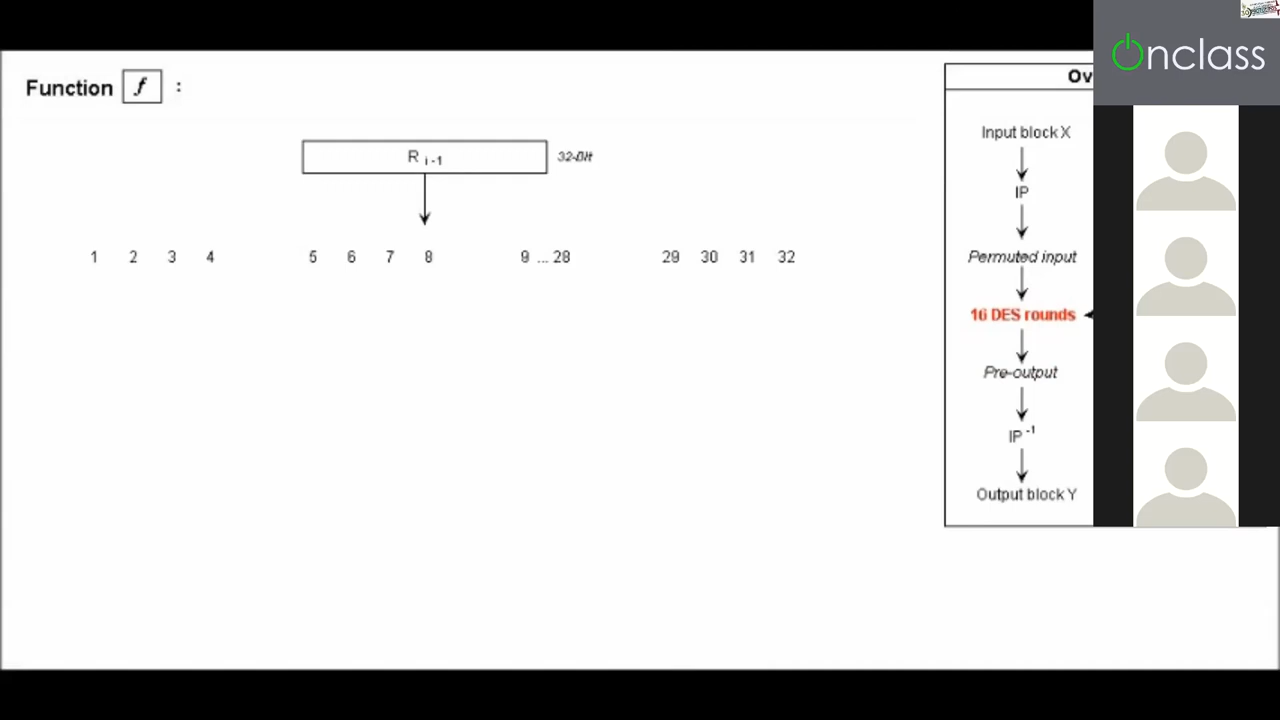 Function f :
R i-1 32-Bit
1 2 3 4 5 6 7 8 9 ... 28 29 30 31 32
Ov
Input block X
IP
Permuted input
16 DES rounds
Pre-output
IP -1
Output block Y
Onclass